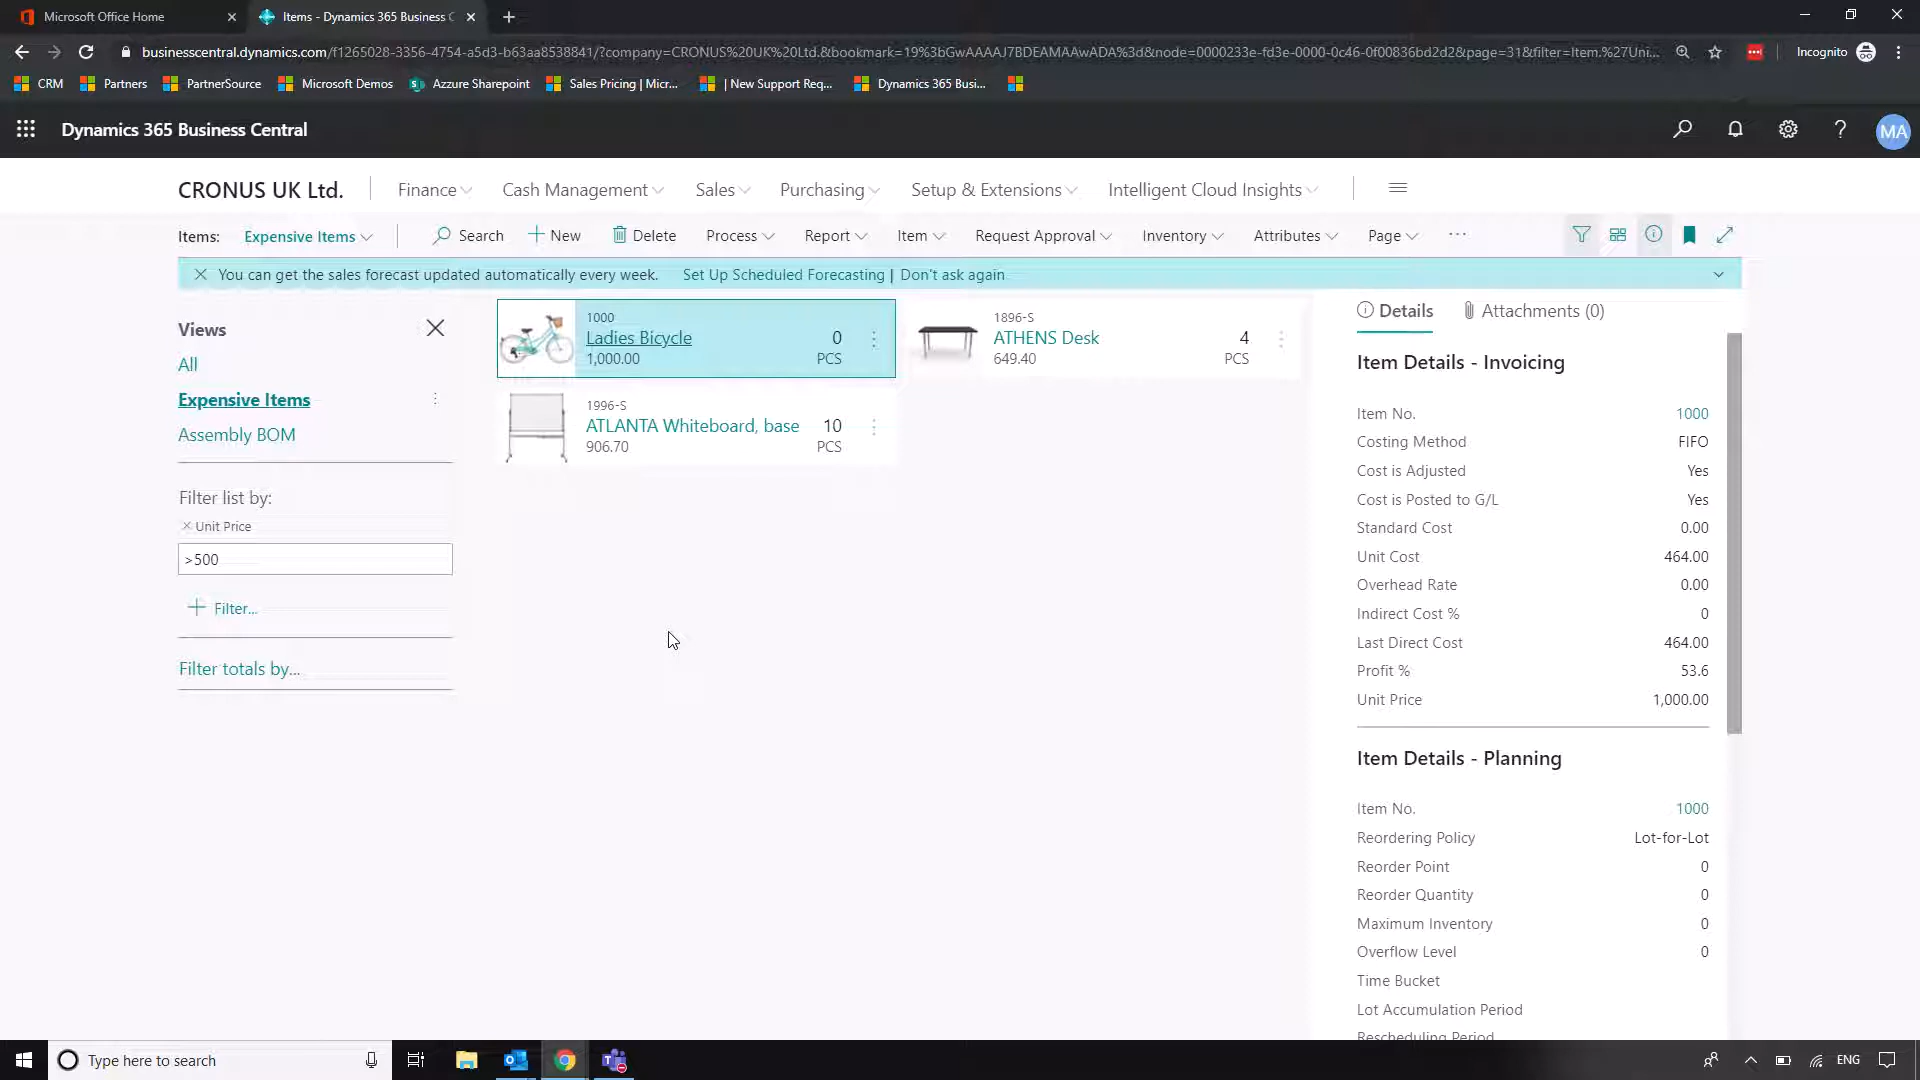 Microsoft Office Home
Items - Dynamics 365 Business C
businesscentral.dynamics.com/f1265028-3356-4754-a5d3-b63aa8538841/?company=CRONUS%20UK%20Ltd.&bookmark=19%3bGwAAAAJ7BDEAMAAwADA%3d&node=0000233e-fd3e-0000-0c46-0f00836bd2d2&page=31&filter=Item.%27Uni...
Incognito
CRM
Partners
PartnerSource
Microsoft Demos
Azzure Sharepoint
Sales Pricing | Micr...
| New Support Req...
Dynamics 365 Busi...
Dynamics 365 Business Central
MA
CRONUS UK Ltd.
Finance
Cash Management
Sales
Purchasing
Setup & Extensions
Intelligent Cloud Insights
Items:
Expensive Items
Search
New
Delete
Process
Report
Item
Request Approval
Inventory
Attributes
Page
You can get the sales forecast updated automatically every week. Set Up Scheduled Forecasting | Don't ask again
Views
All
Expensive Items
Assembly BOM
Filter list by:
Unit Price
>500
Filter...
Filter totals by...
1000
Ladies Bicycle 0
1,000.00 PCS
1896-S
ATHENS Desk 4
649.40 PCS
1996-S
ATLANTA Whiteboard, base 10
906.70 PCS
Details
Attachments (0)
Item Details - Invoicing
Item No. 1000
Costing Method FIFO
Cost is Adjusted Yes
Cost is Posted to G/L Yes
Standard Cost 0.00
Unit Cost 464.00
Overhead Rate 0.00
Indirect Cost % 0
Last Direct Cost 464.00
Profit % 53.6
Unit Price 1,000.00
Item Details - Planning
Item No. 1000
Reordering Policy Lot-for-Lot
Reorder Point 0
Reorder Quantity 0
Maximum Inventory 0
Overflow Level 0
Time Bucket
Lot Accumulation Period
Rescheduling Period
Type here to search
ENG